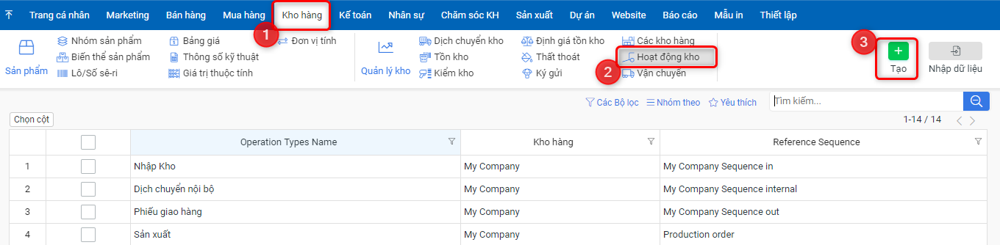 Trang cá nhân Marketing Bán hàng Mua hàng Kho hàng Kế toán Nhân sự Chăm sóc KH Sản xuất Dự án Website Báo cáo Mẫu in Thiết lập
1
3
Nhóm sản phẩm Bảng giá Đơn vị tính Dịch chuyển kho Định giá tồn kho Các kho hàng
Biến thể sản phẩm Thông số kỹ thuật Tồn kho Thất thoát Hoạt động kho
Sản phẩm Lô/Số sê-ri Giá trị thuộc tính Quản lý kho Kiểm kho Ký gửi Vận chuyển Tạo Nhập dữ liệu
2
Các Bộ lọc Nhóm theo Yêu thích Tìm kiếm...
Chọn cột 1-14 / 14
Operation Types Name Kho hàng Reference Sequence
1 Nhập Kho My Company My Company Sequence in
2 Dịch chuyển nội bộ My Company My Company Sequence internal
3 Phiếu giao hàng My Company My Company Sequence out
4 Sản xuất My Company Production order